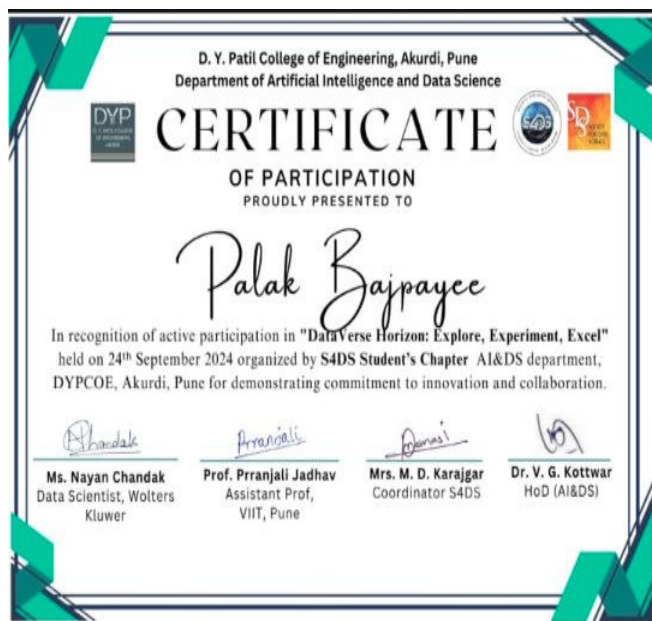 D. Y. Patil College of Engineering, Akurdi, Pune
Department of Artificial Intelligence and Data Science
DYP
CERTIFICATE
S4DS
SDS
OF PARTICIPATION
PROUDLY PRESENTED TO
Palak Bajpayee
In recognition of active participation in "DataVerse Horizon: Explore, Experiment, Excel"
held on 24th September 2024 organized by S4DS Student's Chapter AI&DS department,
DYPCOE, Akurdi, Pune for demonstrating commitment to innovation and collaboration.
Prranjali
Ms. Nayan Chandak
Data Scientist, Wolters
Kluwer
Prof. Prranjali Jadhav
Assistant Prof,
VIIT, Pune
Mrs. M. D. Karajgar
Coordinator S4DS
Dr. V. G. Kottwar
HoD (AI&DS)